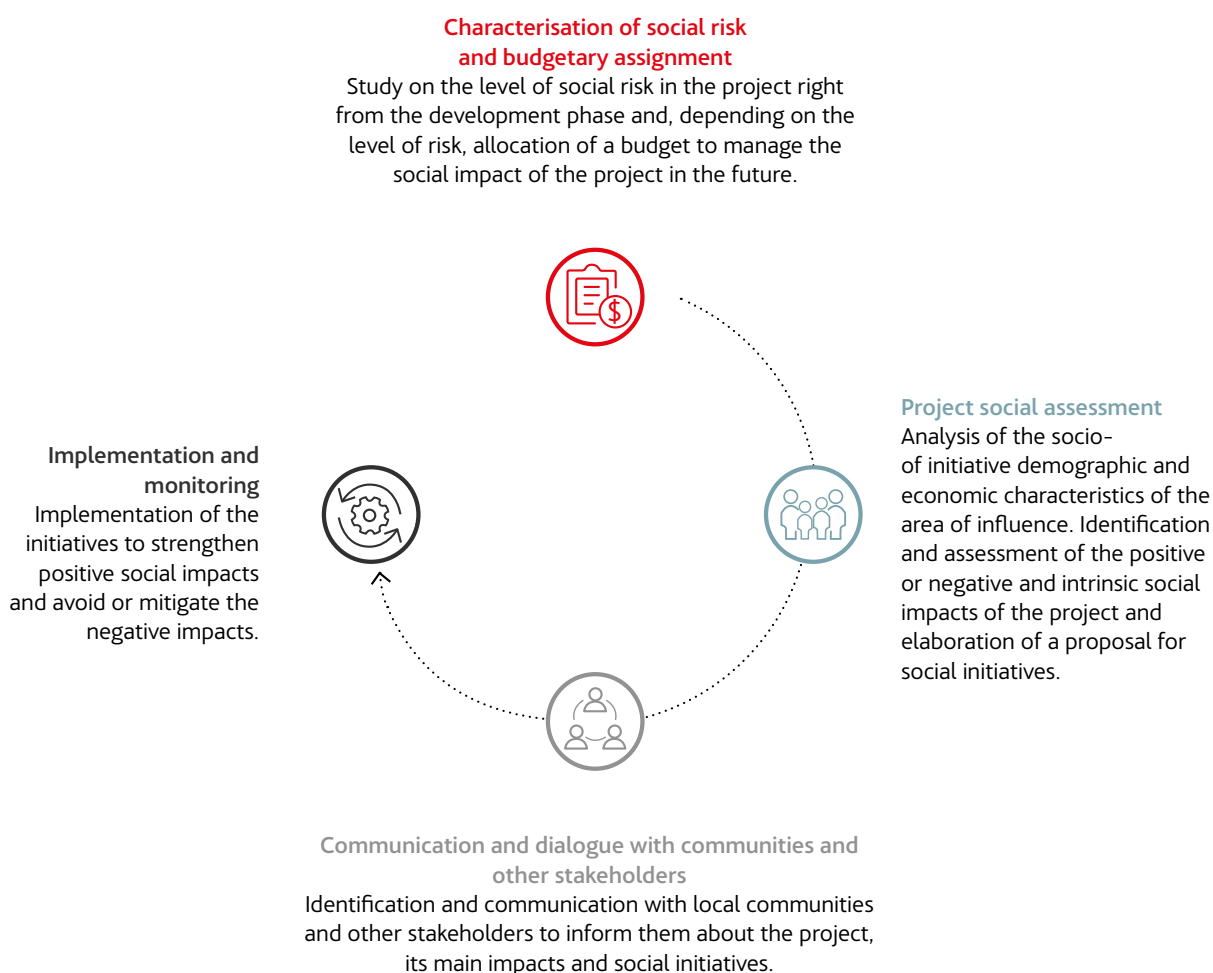 Characterisation of social risk
and budgetary assignment
Study on the level of social risk in the project right
from the development phase and, depending on the
level of risk, allocation of a budget to manage the
social impact of the project in the future.
$
Project social assessment
Analysis of the socio-
of initiative demographic and
economic characteristics of the
area of influence. Identification
and assessment of the positive
or negative and intrinsic social
impacts of the project and
elaboration of a proposal for
social initiatives.
Communication and dialogue with communities and
other stakeholders
Identification and communication with local communities
and other stakeholders to inform them about the project,
its main impacts and social initiatives.
Implementation and
monitoring
Implementation of the
initiatives to strengthen
positive social impacts
and avoid or mitigate the
negative impacts.